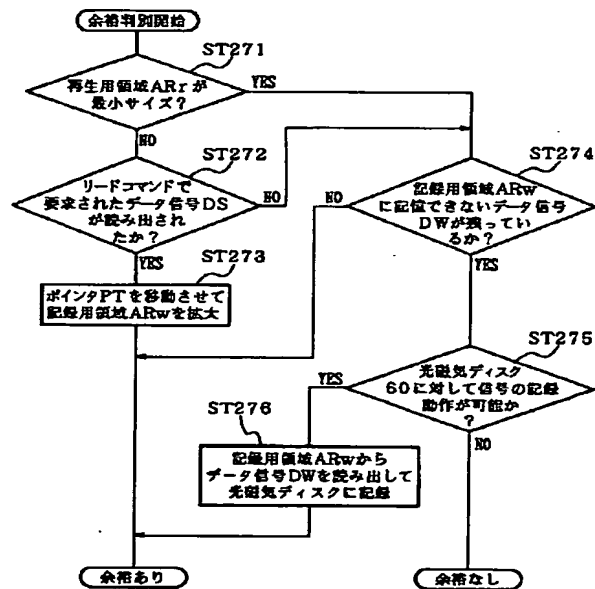 余裕判別開始
ST271
再生用領域ARrが
最小サイズ?
YES
NO
ST272
リードコマンドで
要求されたデータ信号DS
が読み出され
たか?
NO
YES
ST273
ポインタPTを移動させて
記録用領域ARwを拡大
ST274
記録用領域ARw
に記位できないデータ信号
DWが残ってい
るか?
NO
YES
ST275
光磁気ディスク
60に対して信号の記録
動作が可能か
?
YES
NO
ST276
記録用領域ARwから
データ信号DWを読み出して
光磁気ディスクに記録
余裕あり
余裕なし